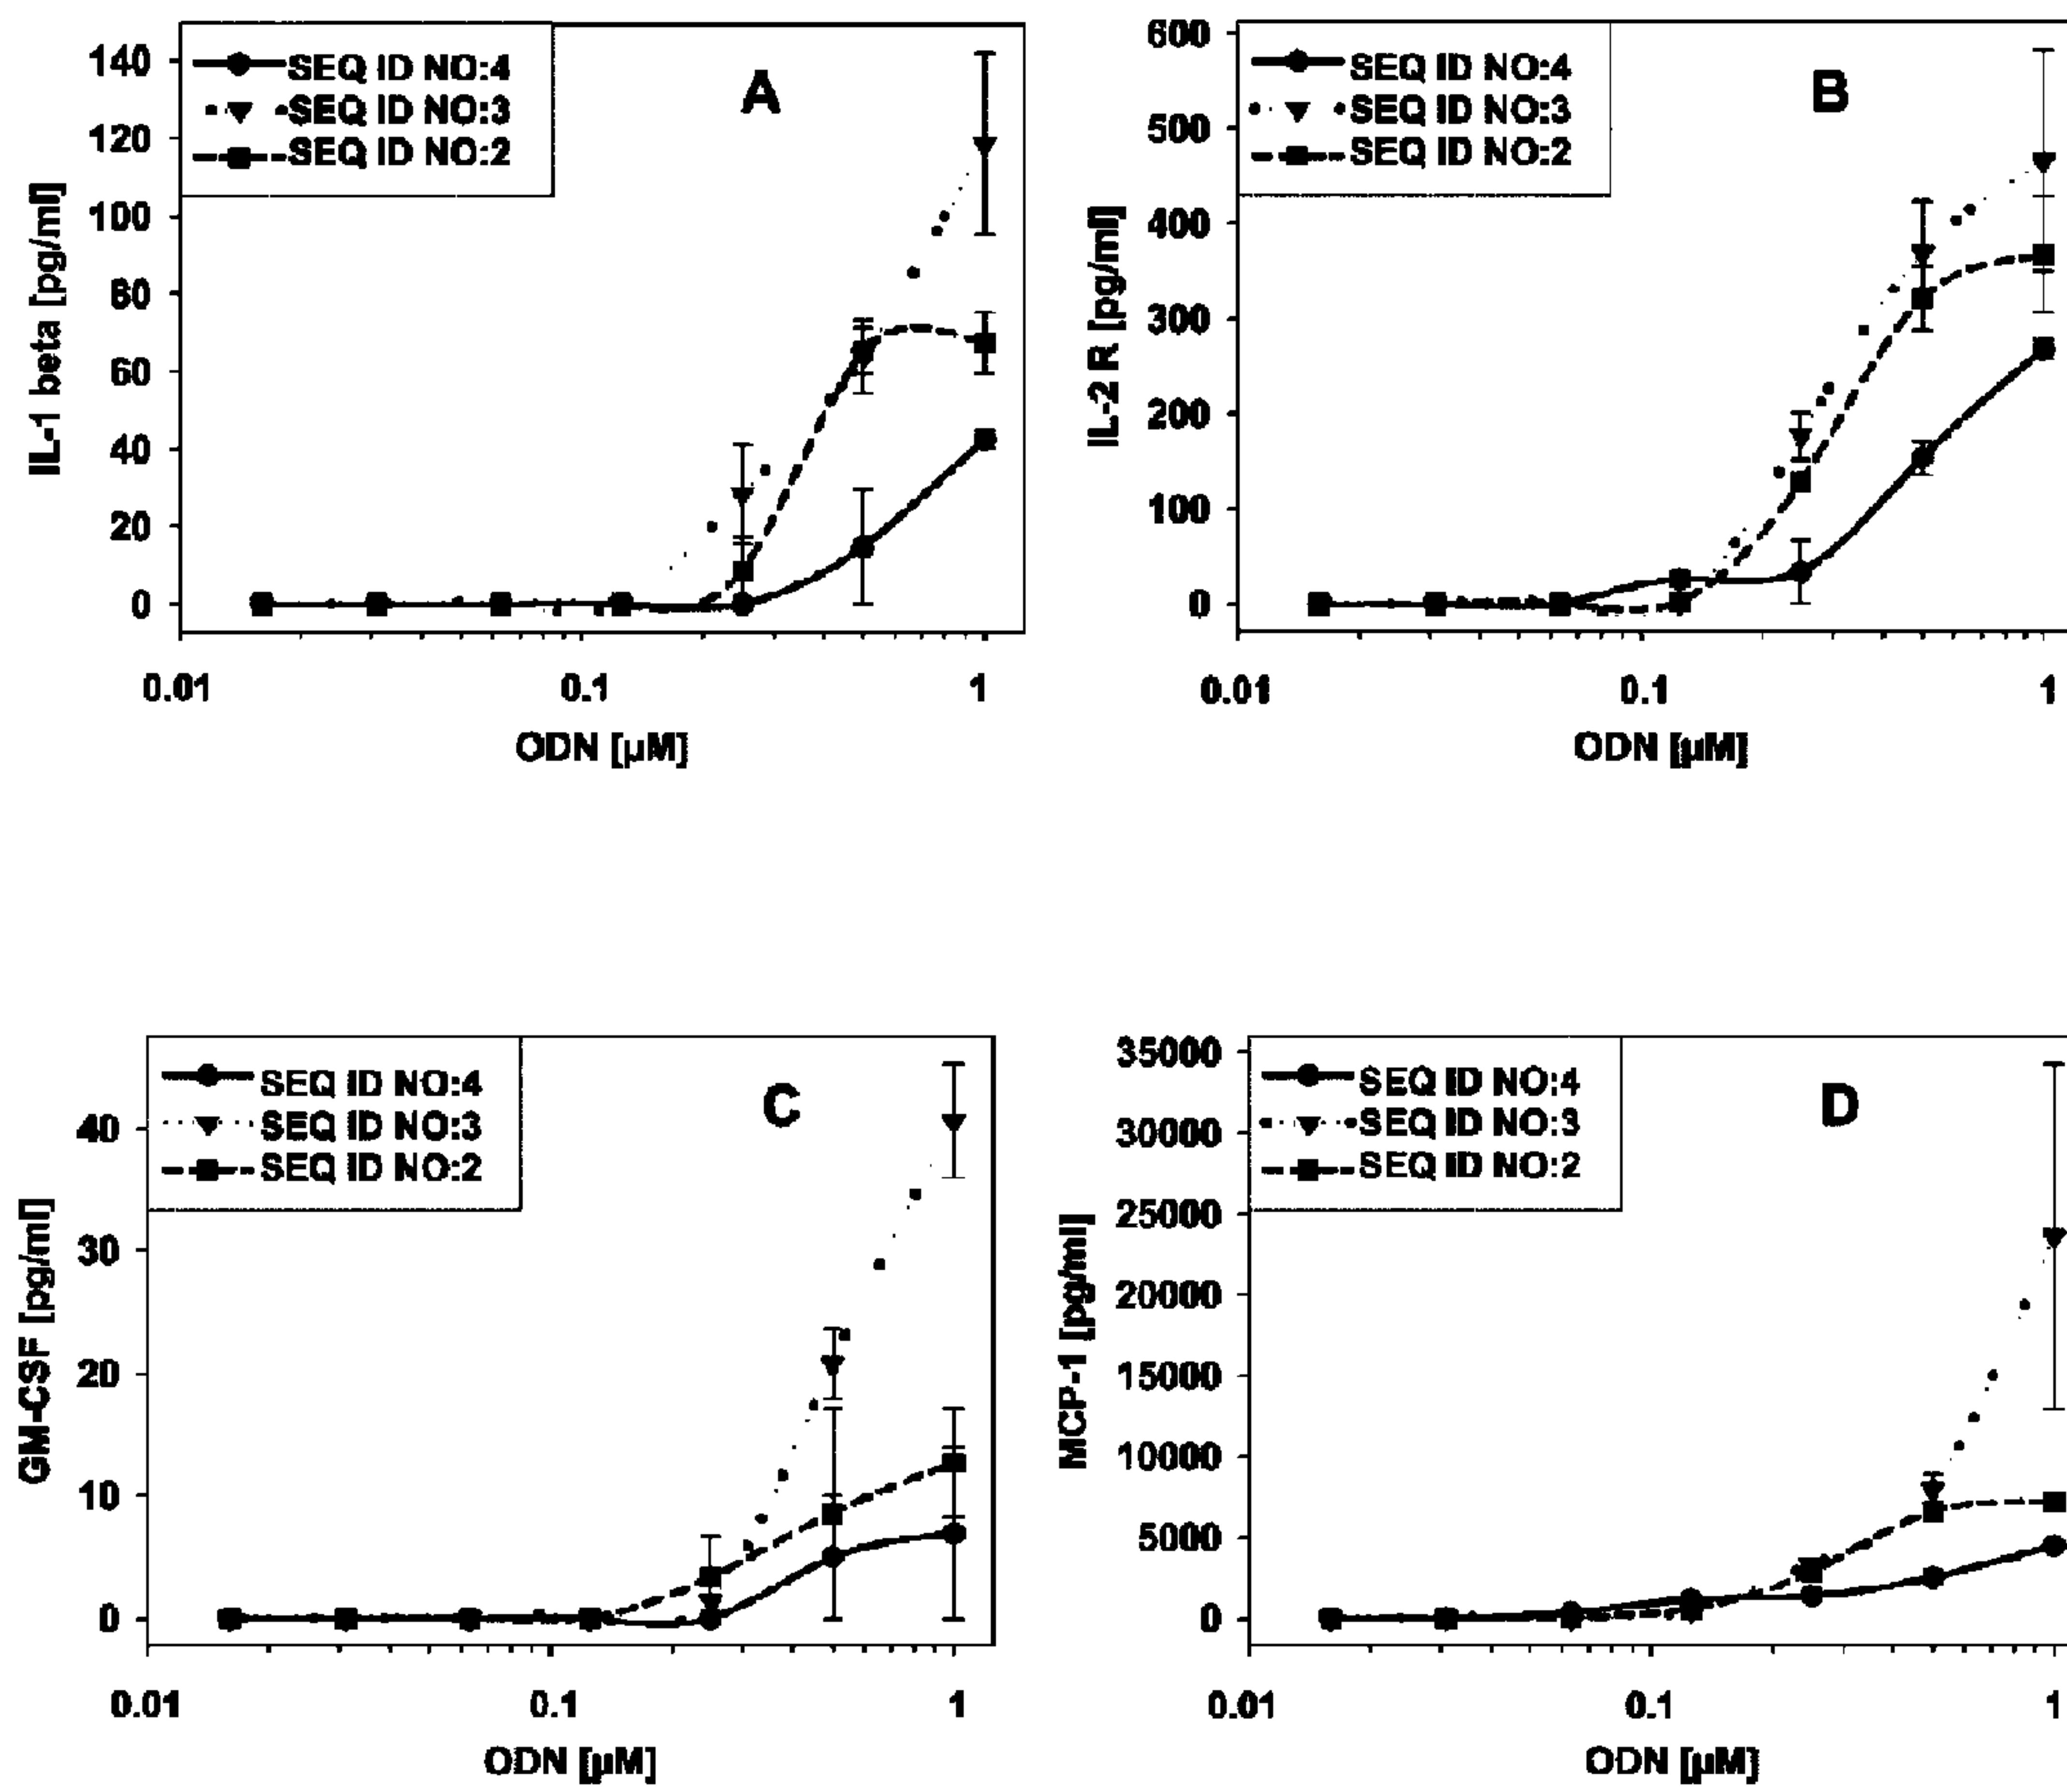 A
SEQ ID NO:4
SEQ ID NO:3
SEQ ID NO:2
IL-1 beta [pg/ml]
140
120
100
80
60
40
20
0
0.01
0.1
1
ODN [µM]
B
SEQ ID NO:4
SEQ ID NO:3
SEQ ID NO:2
IL-2 R [pg/ml]
600
500
400
300
200
100
0
0.01
0.1
1
ODN [µM]
C
SEQ ID NO:4
SEQ ID NO:3
SEQ ID NO:2
GM-CSF [pg/ml]
40
30
20
10
0
0.01
0.1
1
ODN [µM]
D
SEQ ID NO:4
SEQ ID NO:3
SEQ ID NO:2
MCP-1 [pg/ml]
35000
30000
25000
20000
15000
10000
5000
0
0.01
0.1
1
ODN [µM]